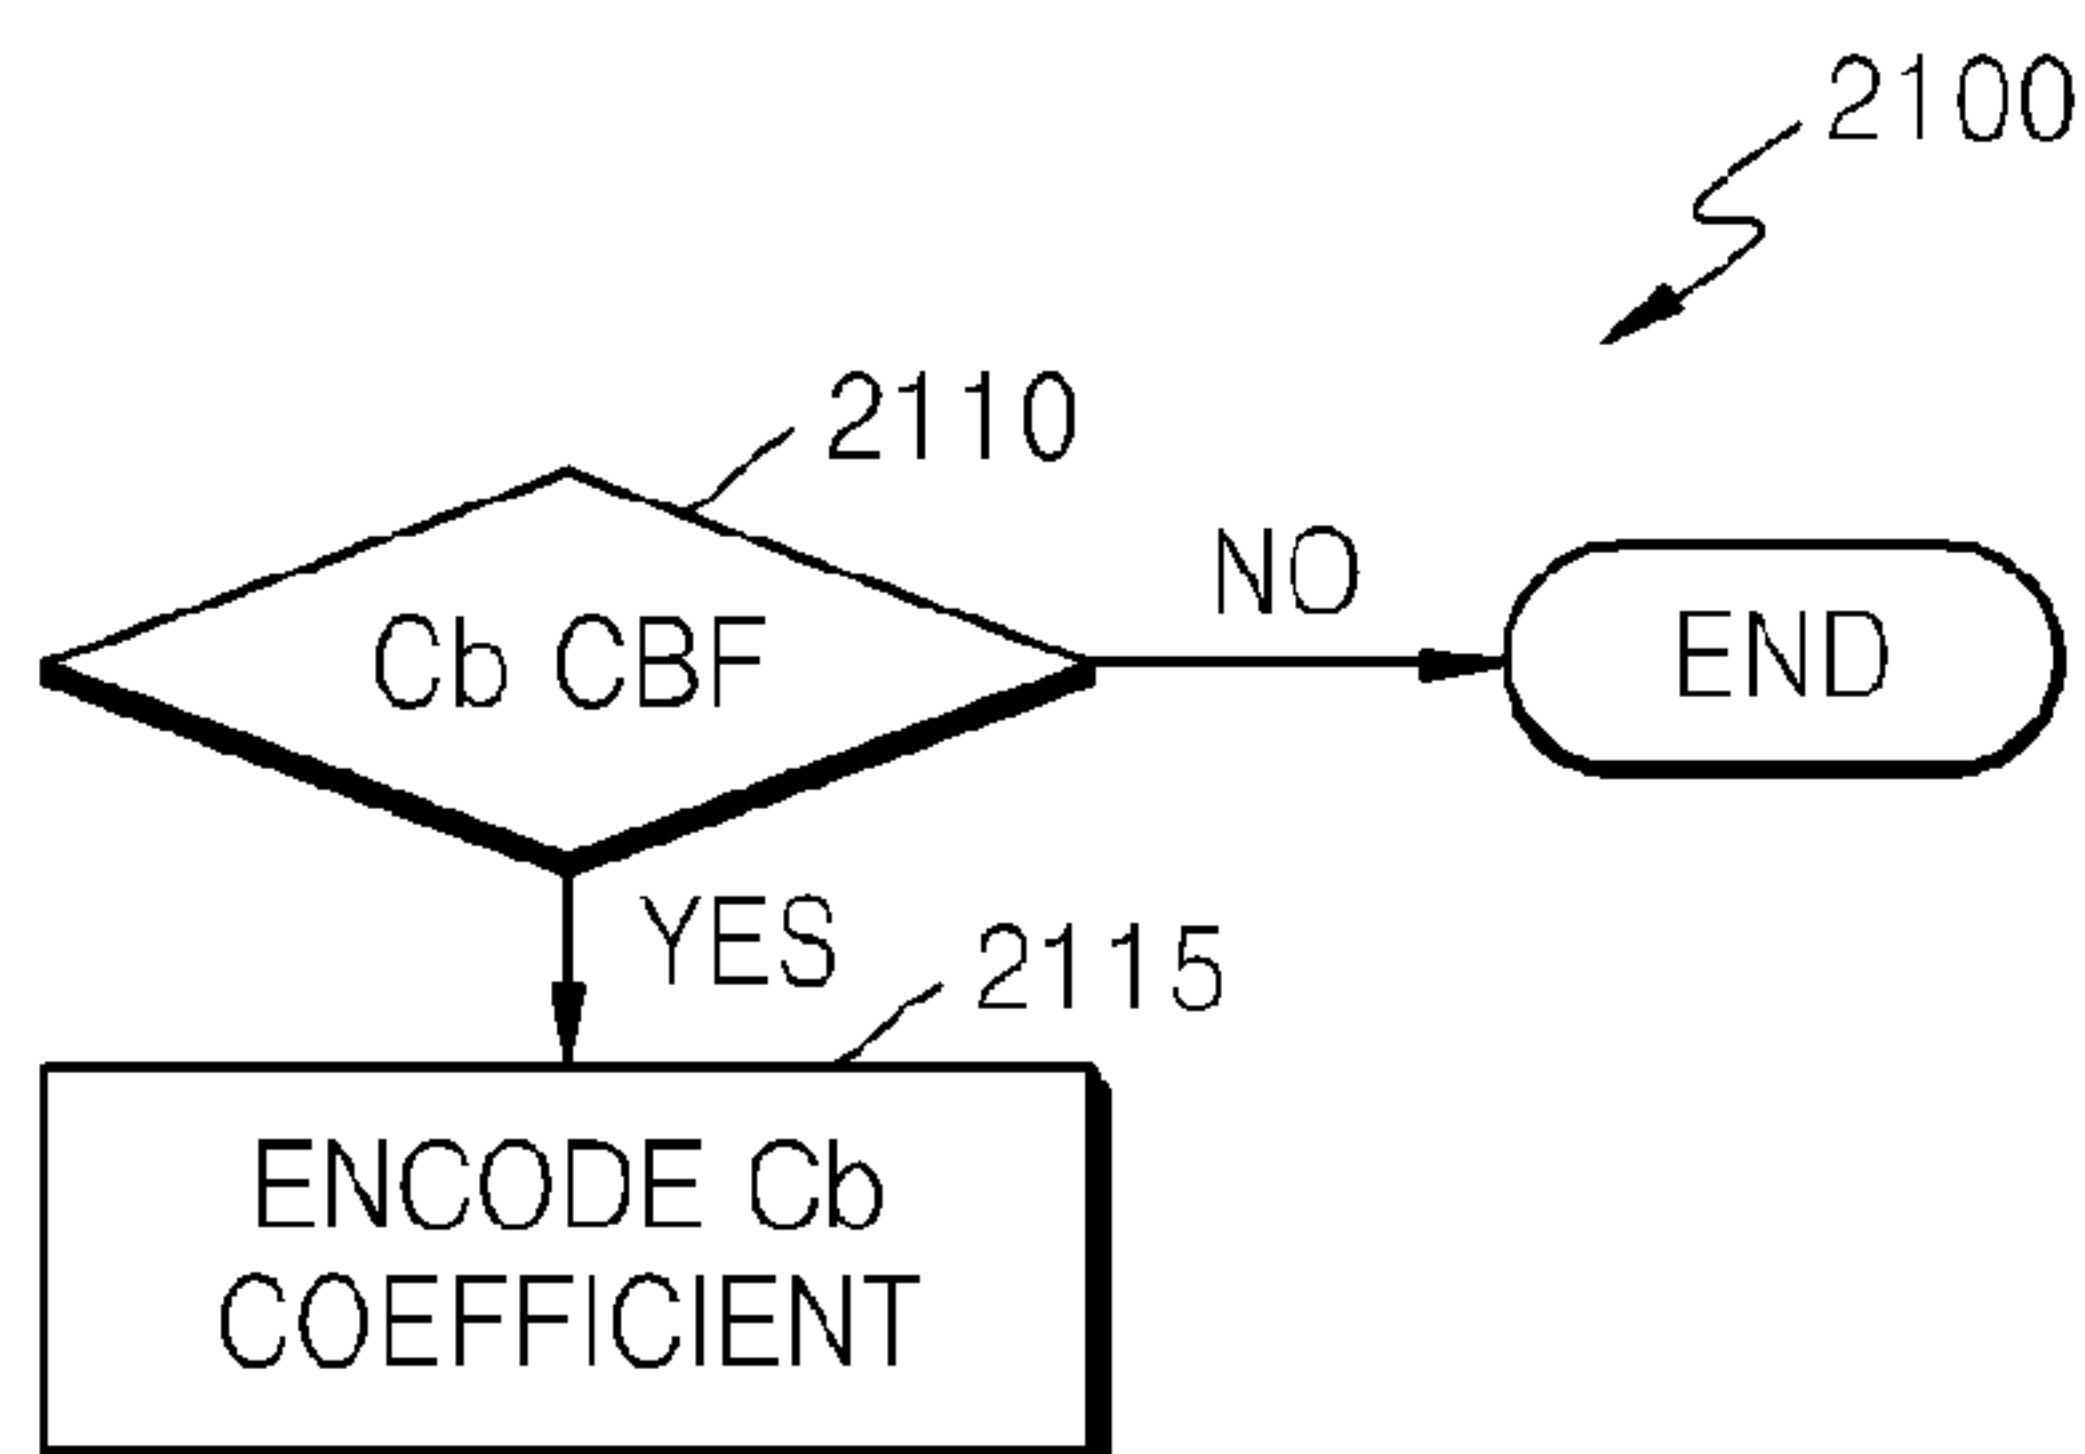 2100
2110
Cb CBF
NO
END
YES
2115
ENCODE Cb
COEFFICIENT